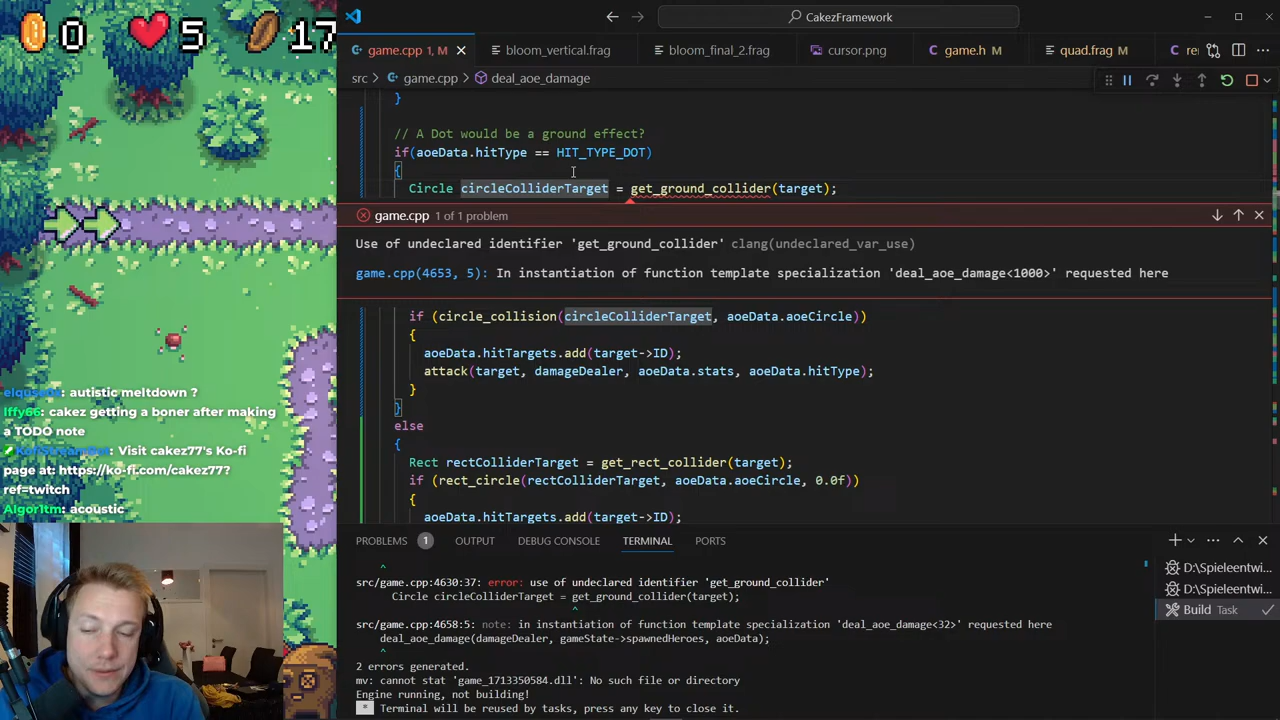 0
5
17
CakezFramework
game.cpp 1, M
bloom_vertical.frag
bloom_final_2.frag
cursor.png
game.h M
quad.frag M
src > game.cpp > deal_aoe_damage
}
// A Dot would be a ground effect?
if(aoeData.hitType == HIT_TYPE_DOT)
{
Circle circleColliderTarget = get_ground_collider(target);
game.cpp 1 of 1 problem
Use of undeclared identifier 'get_ground_collider' clang(undeclared_var_use)
game.cpp(4653, 5): In instantiation of function template specialization 'deal_aoe_damage<1000>' requested here
if (circle_collision(circleColliderTarget, aoeData.aoeCircle))
{
aoeData.hitTargets.add(target->ID);
attack(target, damageDealer, aoeData.stats, aoeData.hitType);
}
}
else
{
Rect rectColliderTarget = get_rect_collider(target);
if (rect_circle(rectColliderTarget, aoeData.aoeCircle, 0.0f))
{
aoeData.hitTargets.add(target->ID);
autistic meltdown ?
lffy66: cakez getting a boner after making
a TODO note
Visit cakez77's Ko-fi
page at: https://ko-fi.com/cakez77?
ref=twitch
Algor1tm: acoustic
PROBLEMS 1 OUTPUT DEBUG CONSOLE TERMINAL PORTS
^
src/game.cpp:4630:37: error: use of undeclared identifier 'get_ground_collider'
Circle circleColliderTarget = get_ground_collider(target);
^
src/game.cpp:4658:5: note: in instantiation of function template specialization 'deal_aoe_damage<32>' requested here
deal_aoe_damage(damageDealer, gameState->spawnedHeroes, aoeData);
^
2 errors generated.
mv: cannot stat 'game_1713350584.dll': No such file or directory
Engine running, not building!
* Terminal will be reused by tasks, press any key to close it.
D:\Spieleentwi...
D:\Spieleentwi...
Build Task